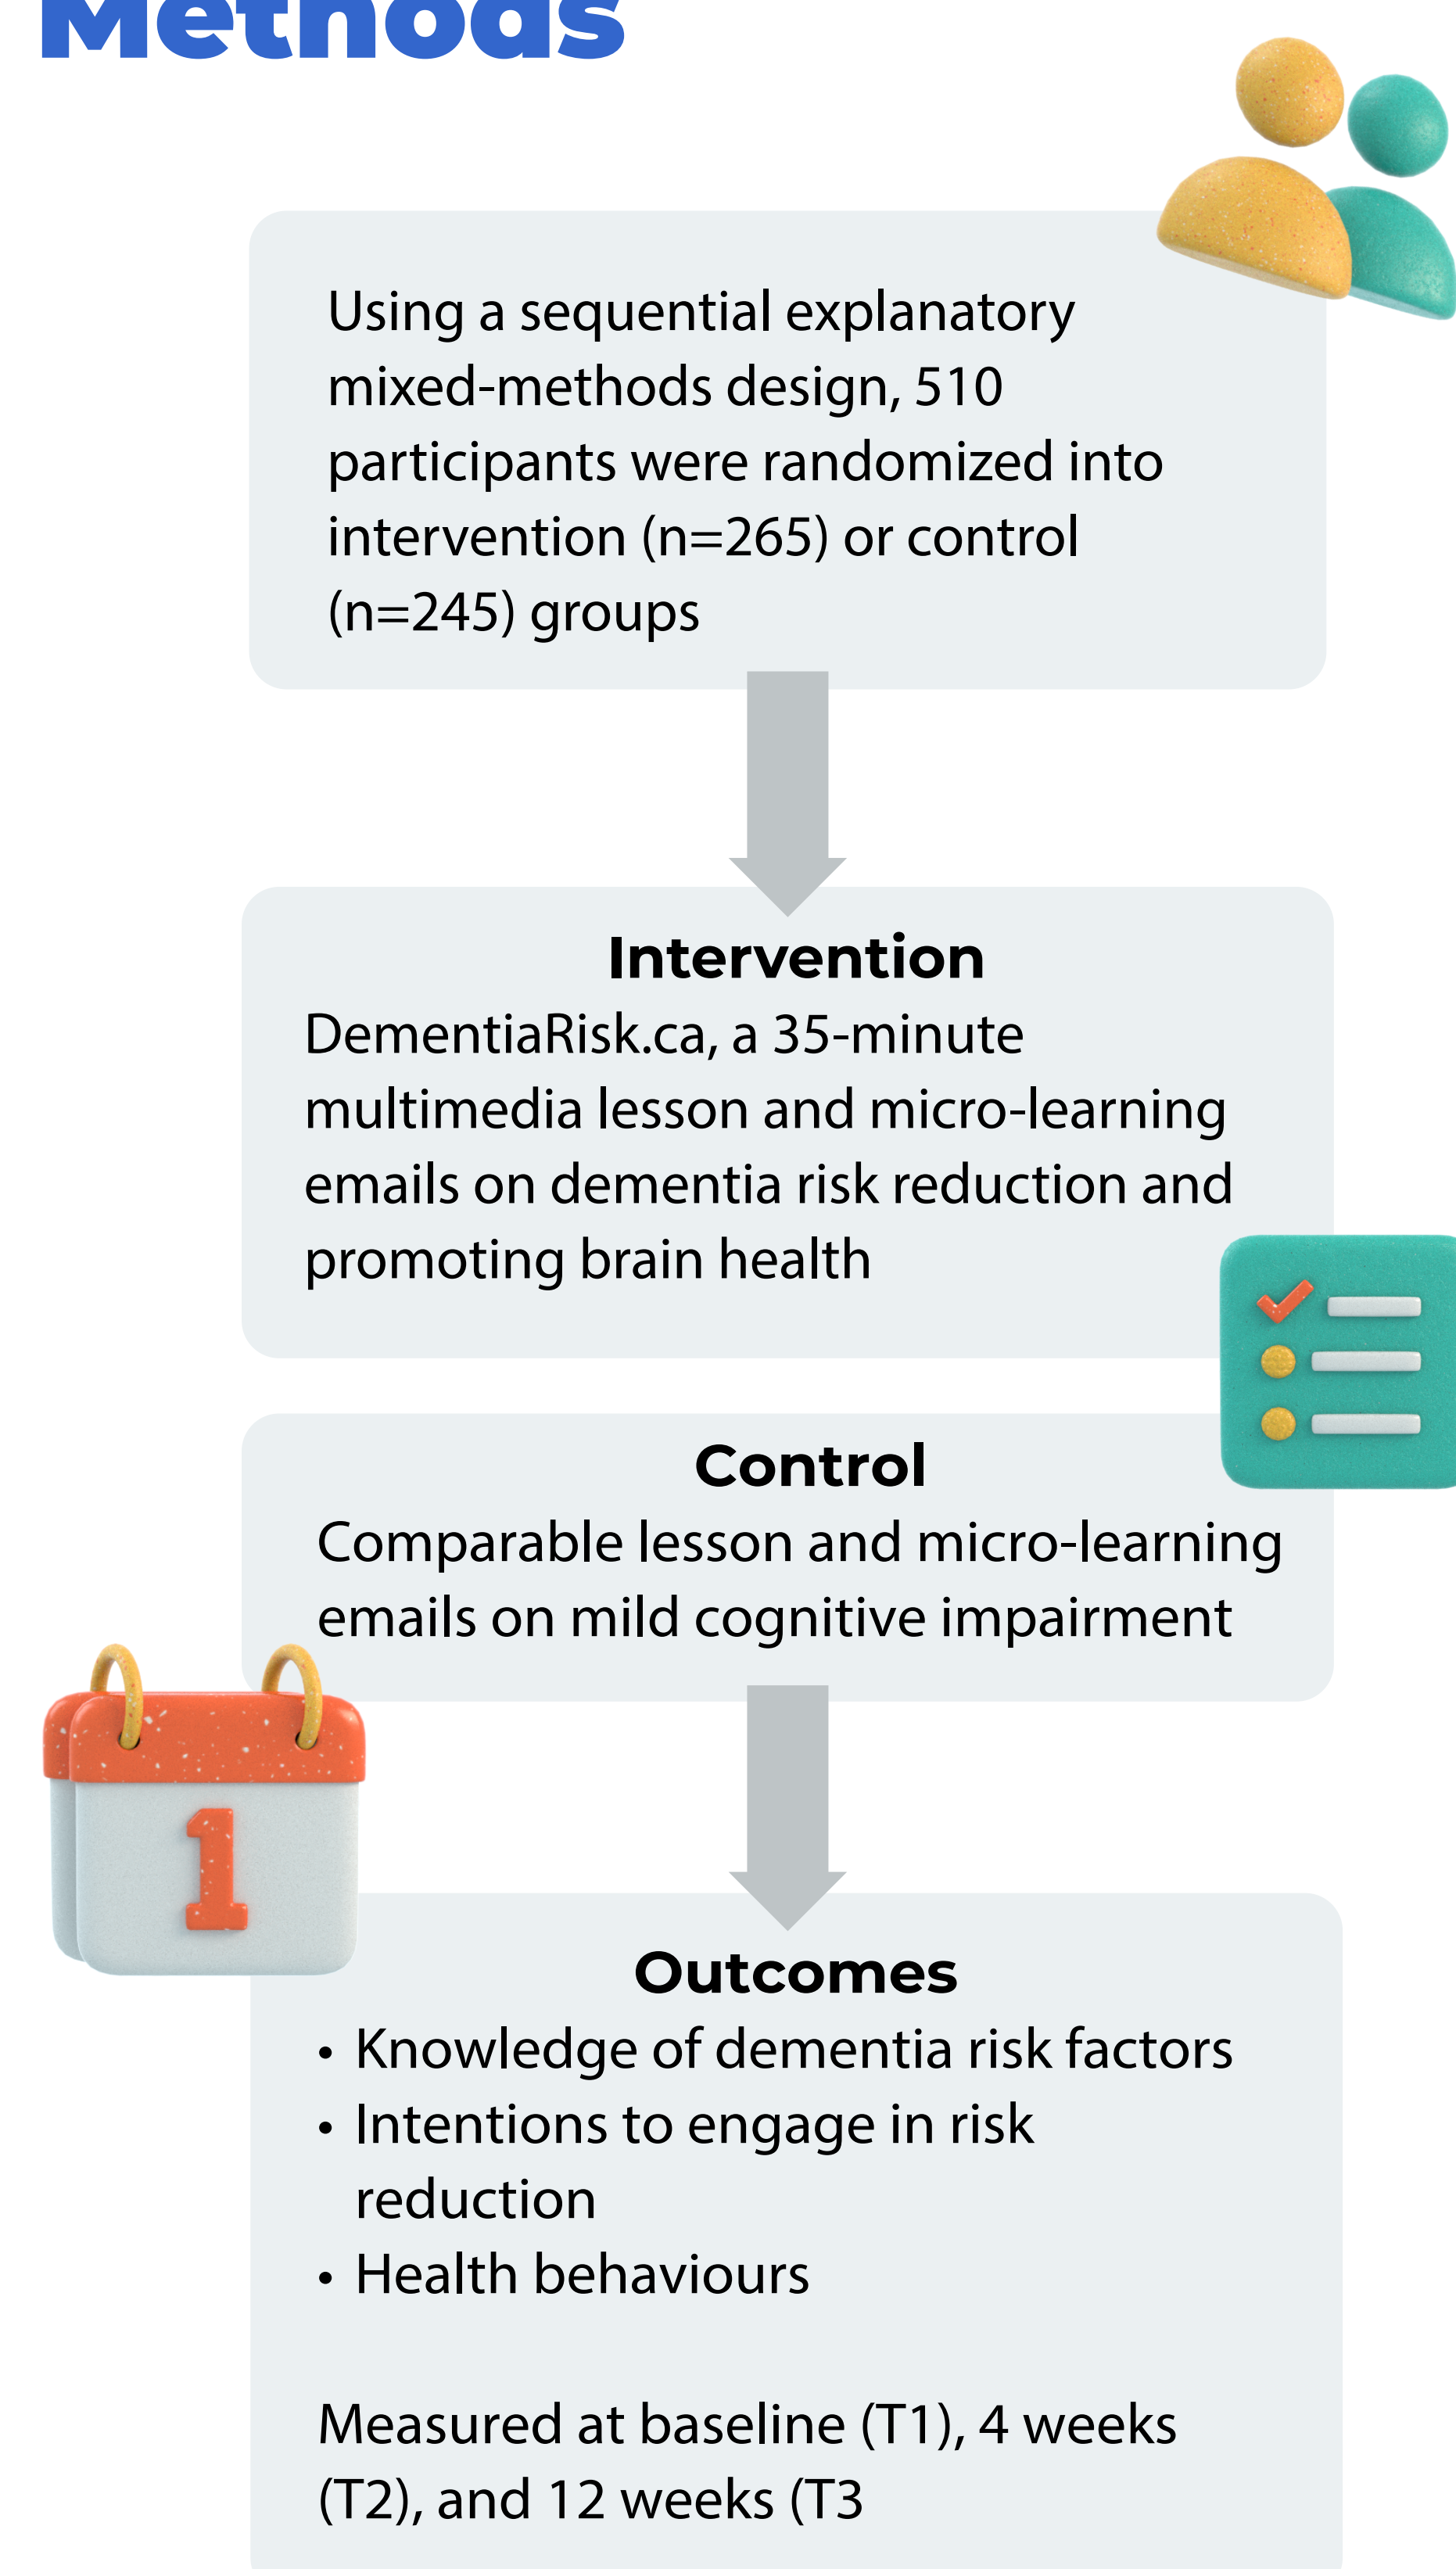 Methods
Using a sequential explanatory
mixed-methods design, 510
participants were randomized into
intervention (n=265) or control
(n=245) groups
Intervention
DementiaRisk.ca, a 35-minute
multimedia lesson and micro-learning
emails on dementia risk reduction and
promoting brain health
Control
Comparable lesson and micro-learning
emails on mild cognitive impairment
1
Outcomes
• Knowledge of dementia risk factors
• Intentions to engage in risk
reduction
• Health behaviours
Measured at baseline (T1), 4 weeks
(T2), and 12 weeks (T3